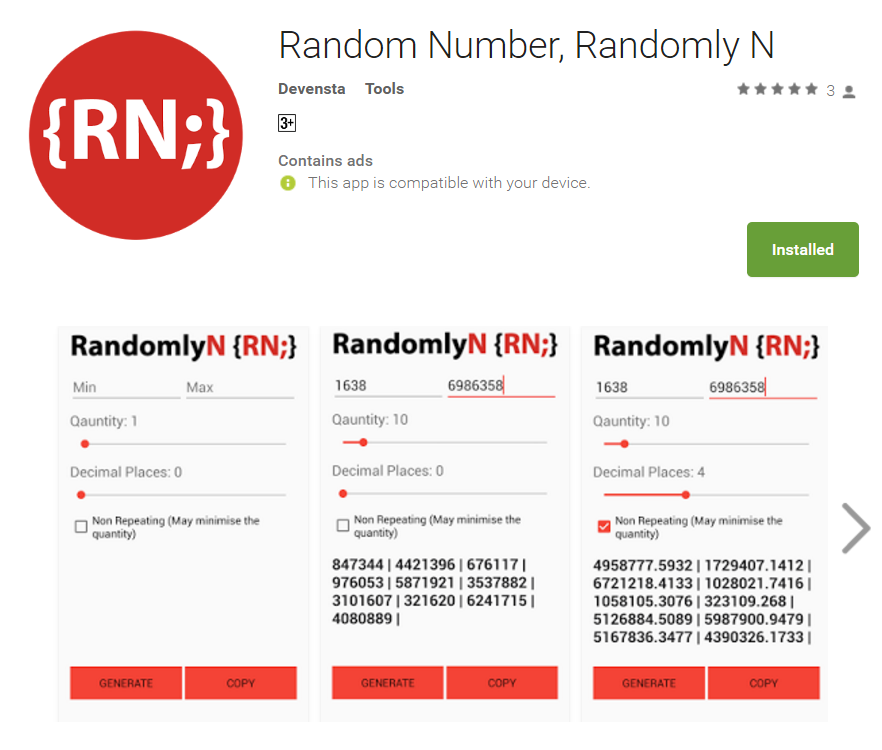 {RN;}
Random Number, Randomly N
Devensta Tools
3
3+
Contains ads
This app is compatible with your device.
Installed
RandomlyN {RN;}
Min Max
Qauntity: 1
Decimal Places: 0
Non Repeating (May minimise the
quantity)
GENERATE COPY
RandomlyN {RN;}
1638 6986358
Qauntity: 10
Decimal Places: 0
Non Repeating (May minimise the
quantity)
847344 | 4421396 | 676117 |
976053 | 5871921 | 3537882 |
3101607 | 321620 | 6241715 |
4080889 |
GENERATE COPY
RandomlyN {RN;}
1638 6986358
Qauntity: 10
Decimal Places: 4
Non Repeating (May minimise the
quantity)
4958777.5932 | 1729407.1412 |
6721218.4133 | 1028021.7416 |
1058105.3076 | 323109.268 |
5126884.5089 | 5987900.9479 |
5167836.3477 | 4390326.1733 |
GENERATE COPY